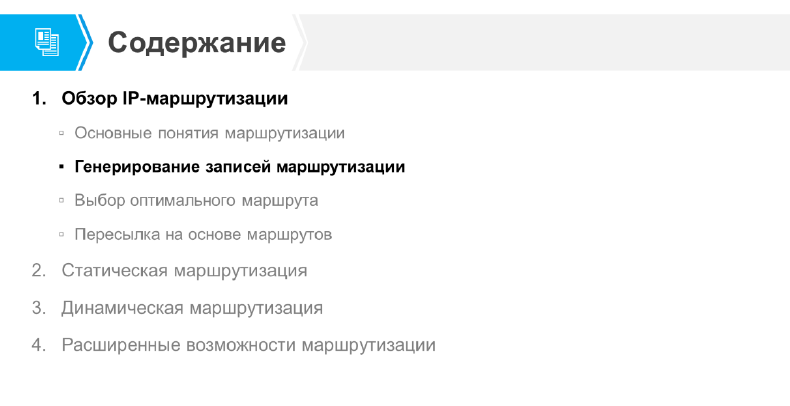 Содержание
1. Обзор IP-маршрутизации
▫ Основные понятия маршрутизации
▪ Генерирование записей маршрутизации
▫ Выбор оптимального маршрута
▫ Пересылка на основе маршрутов
2. Статическая маршрутизация
3. Динамическая маршрутизация
4. Расширенные возможности маршрутизации